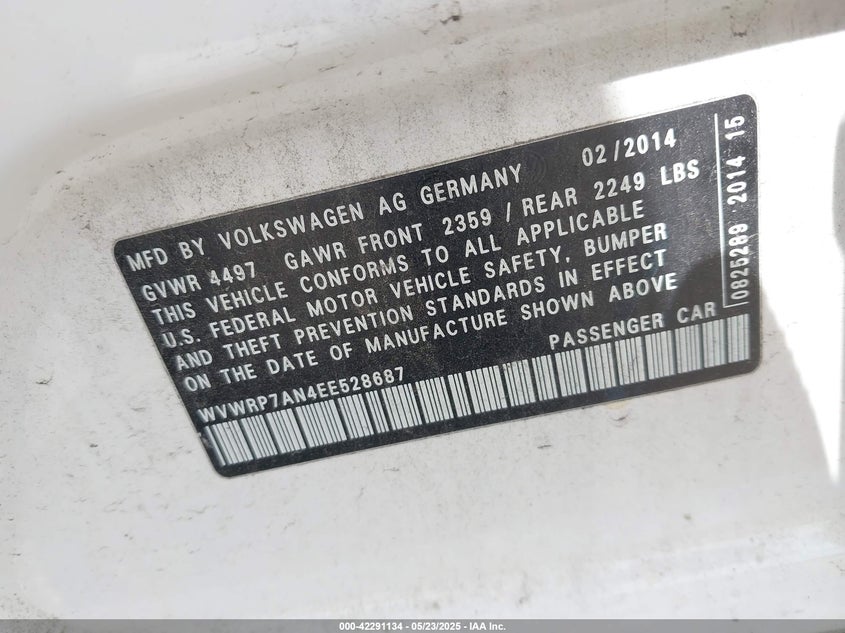 MFD BY VOLKSWAGEN AG GERMANY 02/2014
GVWR 4497 GAWR FRONT 2359 / REAR 2249 LBS
THIS VEHICLE CONFORMS TO ALL APPLICABLE
U.S. FEDERAL MOTOR VEHICLE SAFETY, BUMPER
AND THEFT PREVENTION STANDARDS IN EFFECT
ON THE DATE OF MANUFACTURE SHOWN ABOVE
WVWRP7AN4EE528687 PASSENGER CAR
0825289 2014 15
000-42291134 - 05/23/2025 - IAA Inc.